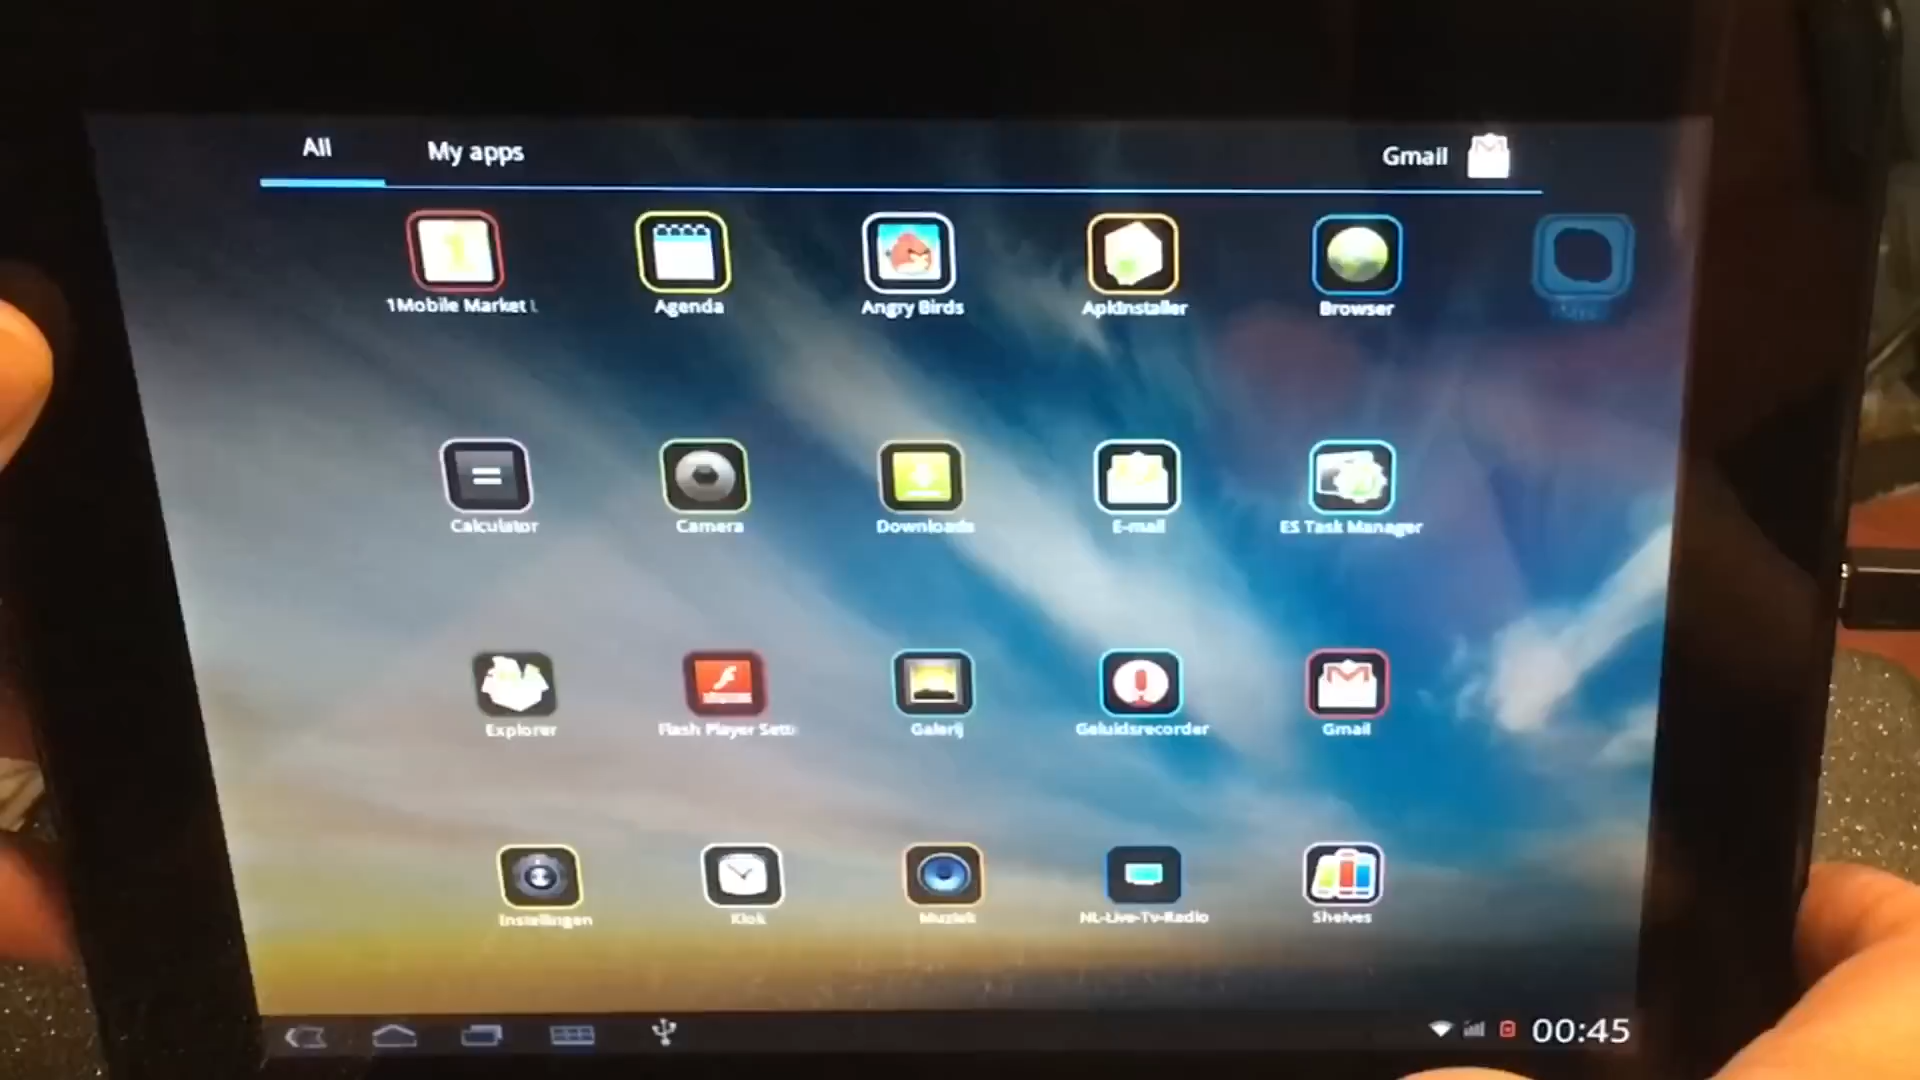 All
My apps
Gmail
1Mobile Market L
Agenda
Angry Birds
ApkInstaller
Browser
Calculator
Camera
Downloads
E-mail
ES Task Manager
Explorer
Flash Player Setti
Galerij
Geluidsrecorder
Gmail
Instellingen
Klok
Muziek
NL-Live-Tv-Radio
Shelves
00:45